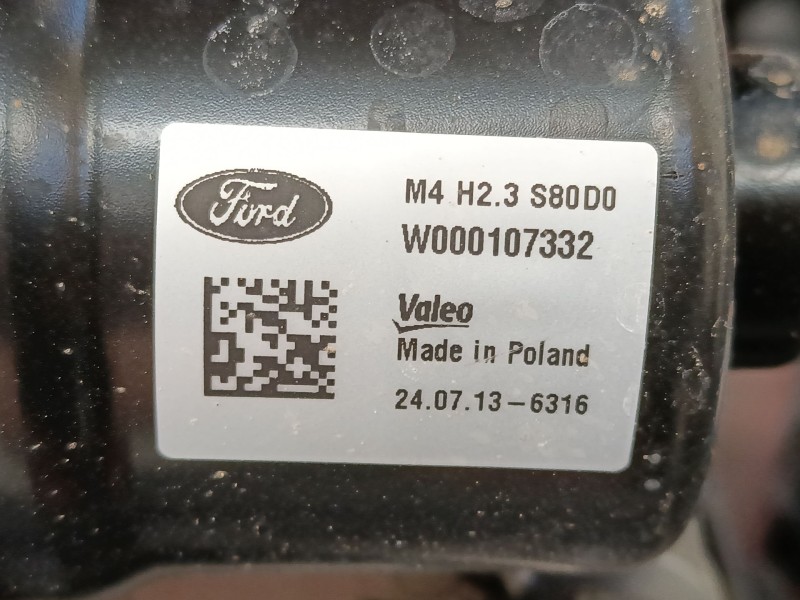 Ford
M4 H2.3 S80D0
W000107332
Valeo
Made in Poland
24.07.13-6316